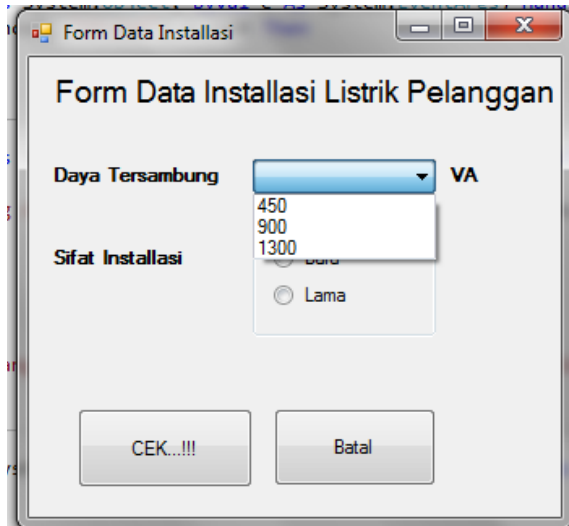 Form Data Installasi
Form Data Installasi Listrik Pelanggan
Daya Tersambung VA
450
900
1300
Sifat Installasi
Lama
CEK...!!! Batal